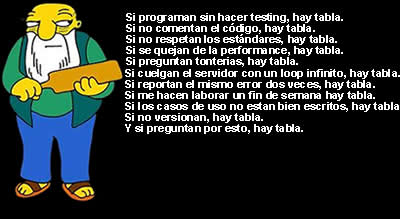 Si programan sin hacer testing, hay tabla.
Si no comentan el código, hay tabla.
Si no respetan los estándares, hay tabla.
Si se quejan de la performance, hay tabla.
Si preguntan tonterias, hay tabla.
Si cuelgan el servidor con un loop infinito, hay tabla.
Si reportan el mismo error dos veces, hay tabla.
Si me hacen laborar un fin de semana hay tabla.
Si los casos de uso no estan bien escritos, hay tabla
Si no versionan, hay tabla.
Y si preguntan por esto, hay tabla.